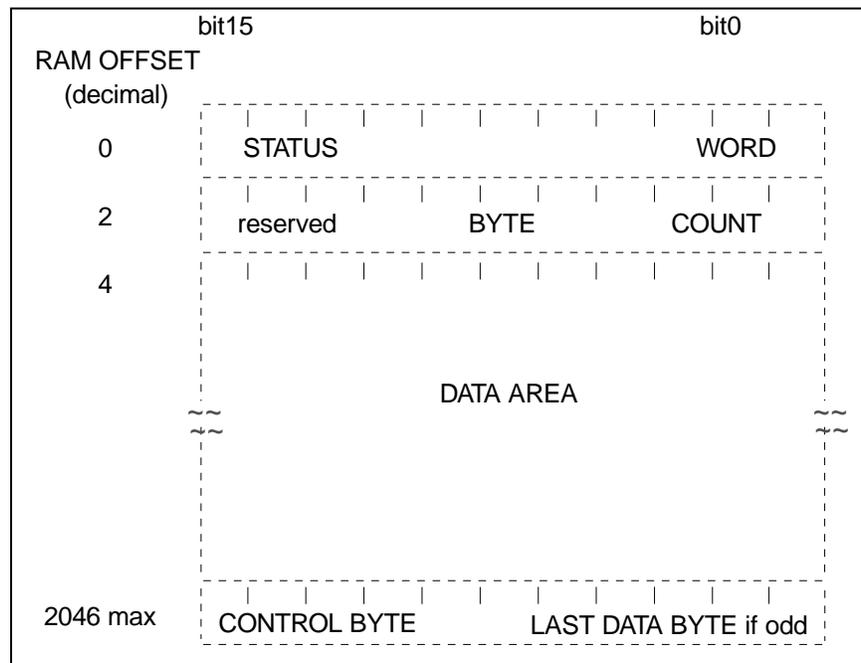 bit15 bit0
RAM OFFSET
(decimal)
0 STATUS WORD
2 reserved BYTE COUNT
4
DATA AREA
2046 max CONTROL BYTE LAST DATA BYTE if odd